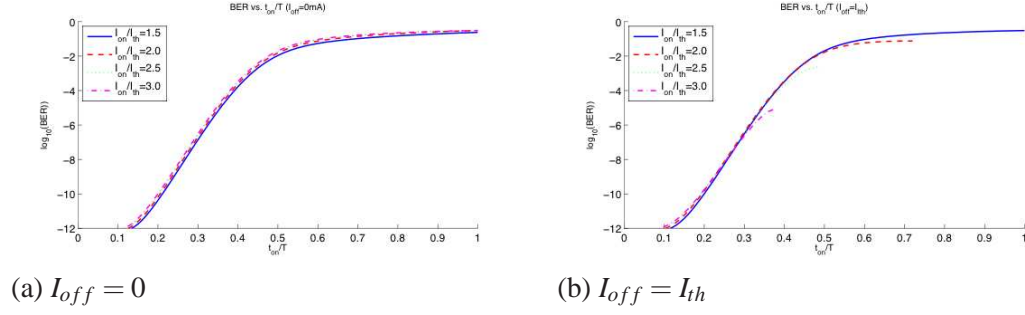 BER vs. t_on/T (I_off=0mA)
I_on/I_th=1.5
I_on/I_th=2.0
I_on/I_th=2.5
I_on/I_th=3.0
log_10(BER))
0
−2
−4
−6
−8
−10
−12
0 0.1 0.2 0.3 0.4 0.5 0.6 0.7 0.8 0.9 1
t_on/T
(a) I_off = 0
BER vs. t_on/T (I_off=I_th)
I_on/I_th=1.5
I_on/I_th=2.0
I_on/I_th=2.5
I_on/I_th=3.0
log_10(BER))
0
−2
−4
−6
−8
−10
−12
0 0.1 0.2 0.3 0.4 0.5 0.6 0.7 0.8 0.9 1
t_on/T
(b) I_off = I_th